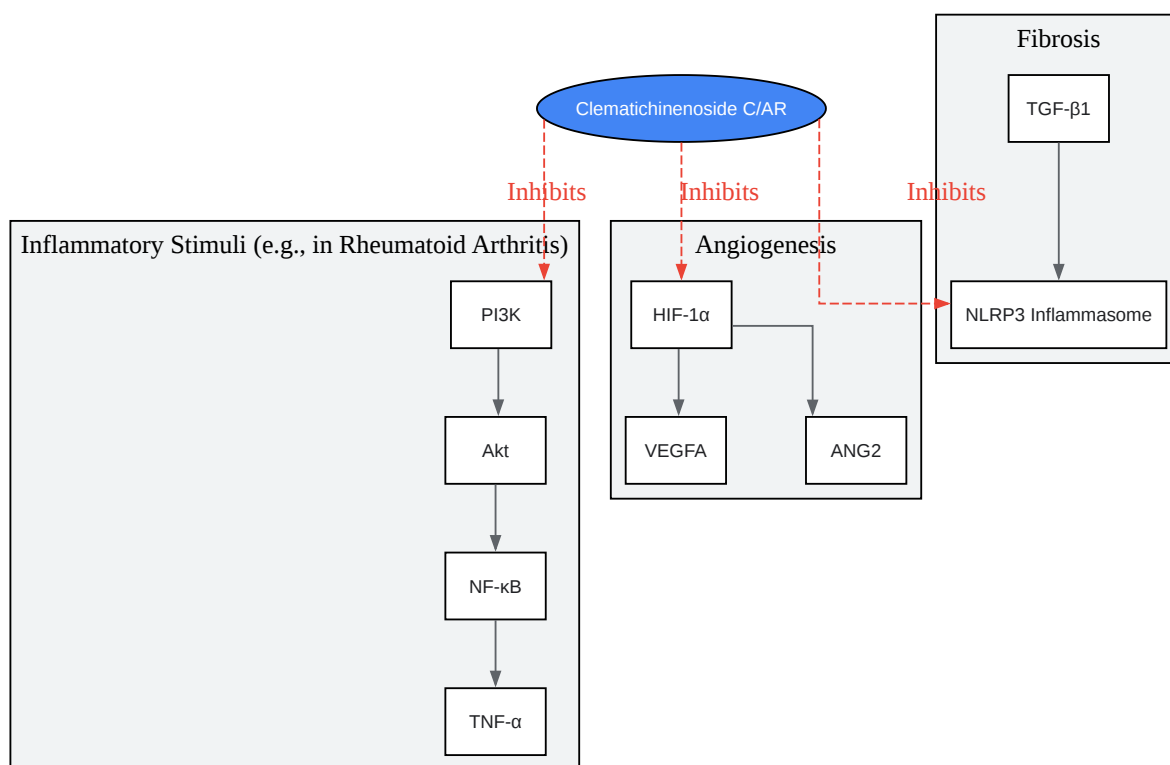 Fibrosis
Clematichinenoside C/AR
TGF-β1
Inhibits
Inhibits
Inhibits
Inflammatory Stimuli (e.g., in Rheumatoid Arthritis)
Angiogenesis
PI3K
HIF-1α
NLRP3 Inflammasome
Akt
VEGFA
ANG2
NF-κB
TNF-α